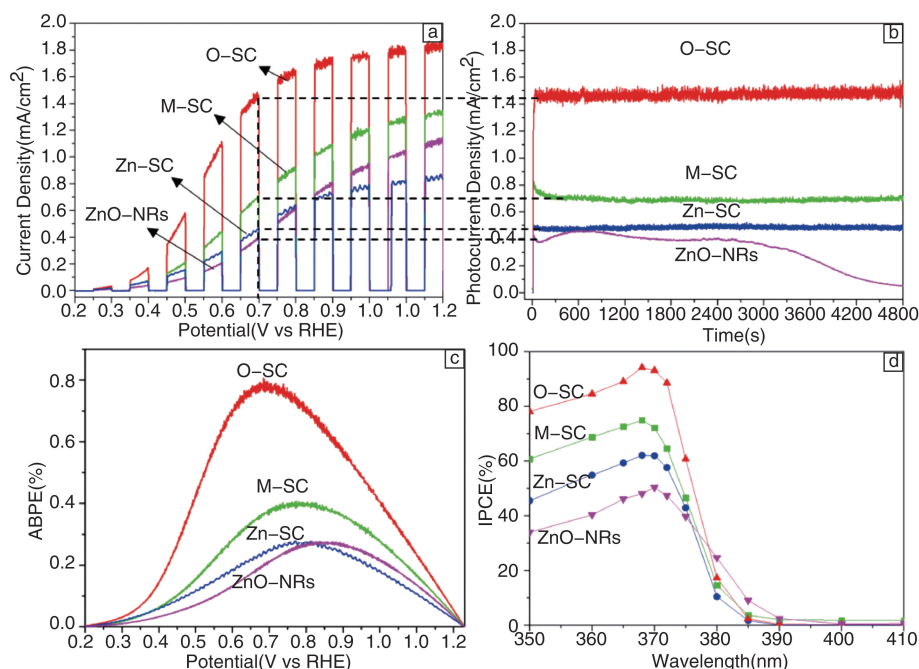 a
Current Density(mA/cm²)
2.0
1.8
1.6
1.4
1.2
1.0
0.8
0.6
0.4
0.2
0.0
O–SC
M–SC
Zn–SC
ZnO–NRs
0.2 0.3 0.4 0.5 0.6 0.7 0.8 0.9 1.0 1.1 1.2
Potential(V vs RHE)
b
Photocurrent Density(mA/cm²)
2.0
1.8
1.6
1.4
1.2
1.0
0.8
0.6
0.4
0.2
0.0
O–SC
M–SC
Zn–SC
ZnO–NRs
0 600 1200 1800 2400 3000 3600 4200 4800
Time(s)
c
ABPE(%)
0.8
0.6
0.4
0.2
0.0
O–SC
M–SC
Zn–SC
ZnO–NRs
0.2 0.3 0.4 0.5 0.6 0.7 0.8 0.9 1.0 1.1 1.2
Potential(V vs RHE)
d
IPCE(%)
100
80
60
40
20
0
O–SC
M–SC
Zn–SC
ZnO–NRs
350 360 370 380 390 400 410
Wavelength(nm)